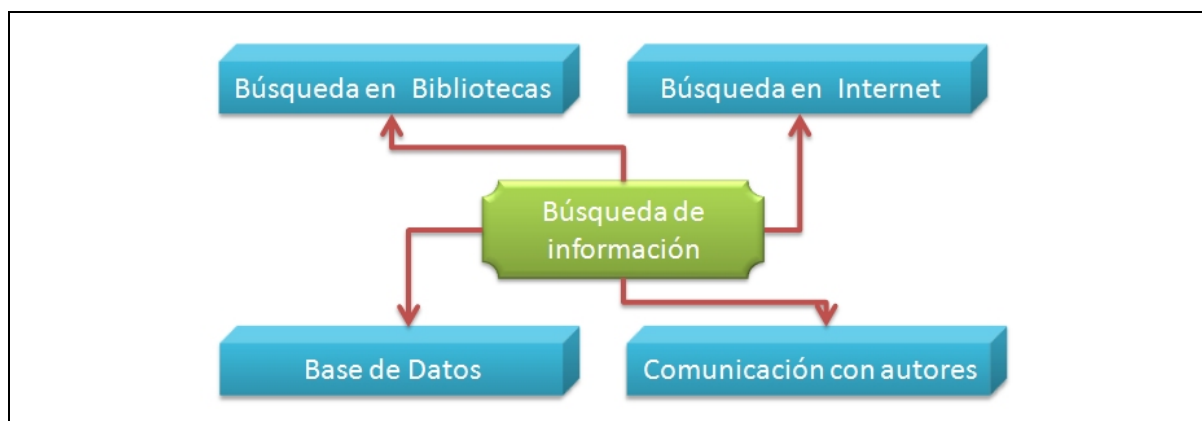 Búsqueda en Bibliotecas
Búsqueda en Internet
Búsqueda de
información
Base de Datos
Comunicación con autores